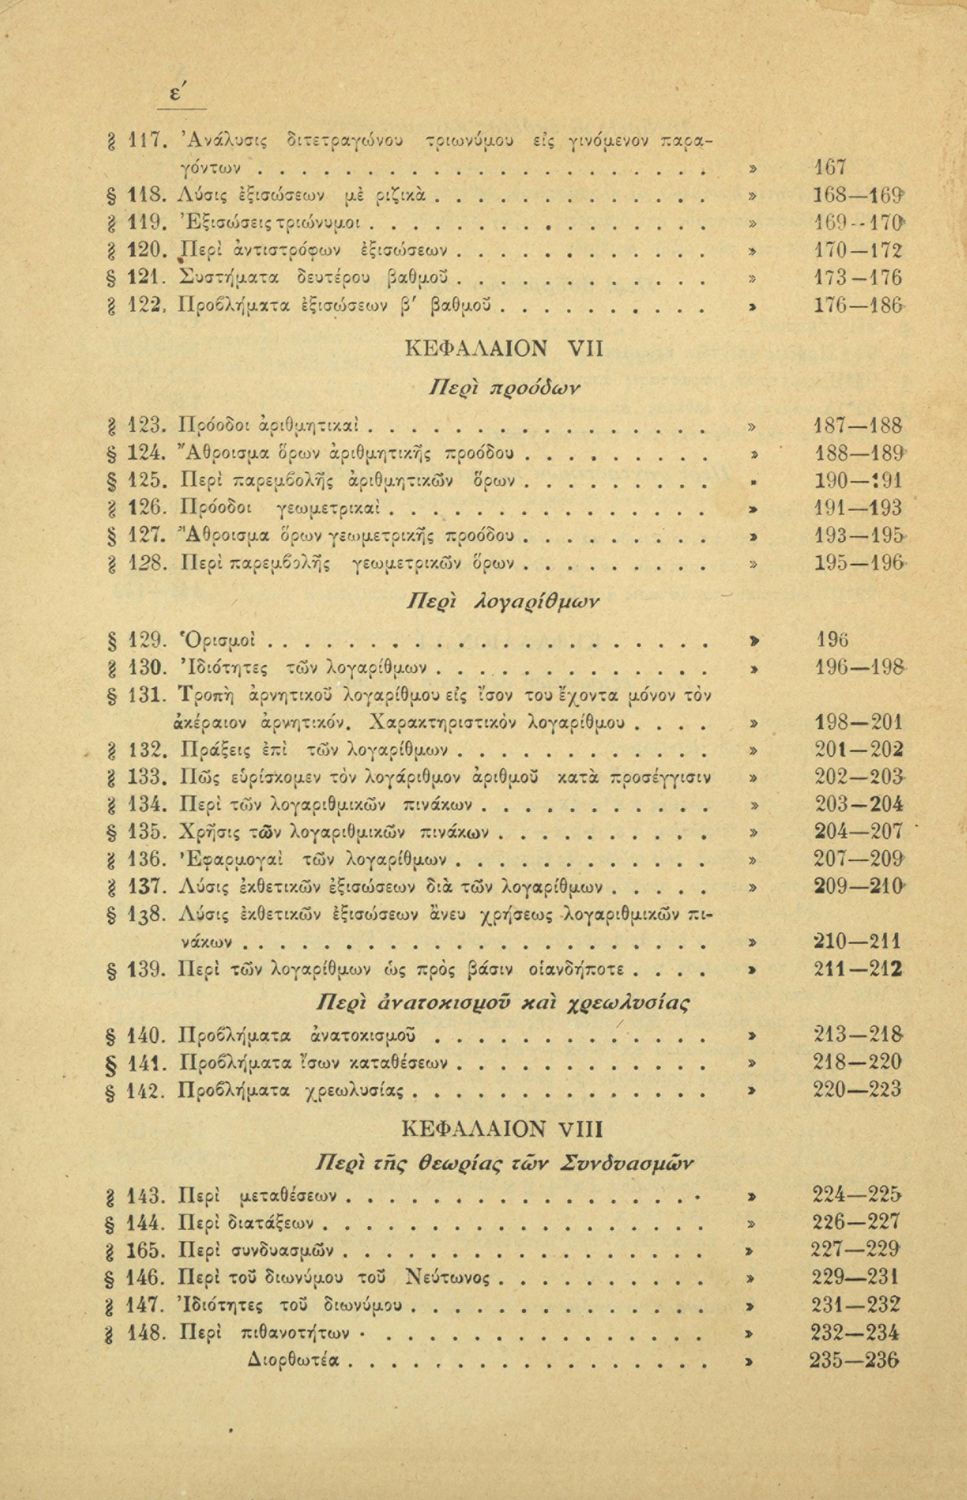 ε´
§ 117. Ἀνάλυσις διτετραγώνου τριωνύμου εἰς γινόμενον παρα-
γόντων . . . . . . . . . . . . . . . . . . . . » 167
§ 118. Λύσις ἐξισώσεων μὲ ριζικὰ . . . . . . . . . . . . » 168—169
§ 119. Ἐξισώσεις τριώνυμοι . . . . . . . . . . . . . . . » 169--170
§ 120. Περὶ ἀντιστρόφων ἐξισώσεων . . . . . . . . . . . » 170—172
§ 121. Συστήματα δευτέρου βαθμοῦ . . . . . . . . . . . » 173—176
§ 122. Προβλήματα ἐξισώσεων β′ βαθμοῦ . . . . . . . . . » 176—186
ΚΕΦΑΛΑΙΟΝ VII
Περὶ προόδων
§ 123. Πρόοδοι ἀριθμητικαὶ . . . . . . . . . . . . . . . » 187—188
§ 124. Ἄθροισμα ὅρων ἀριθμητικῆς προόδου . . . . . . . . » 188—189
§ 125. Περὶ παρεμβολῆς ἀριθμητικῶν ὅρων . . . . . . . . » 190—191
§ 126. Πρόοδοι γεωμετρικαὶ . . . . . . . . . . . . . . » 191—193
§ 127. Ἄθροισμα ὅρων γεωμετρικῆς προόδου . . . . . . . . » 193—195
§ 128. Περὶ παρεμβολῆς γεωμετρικῶν ὅρων . . . . . . . . » 195—196
Περὶ λογαρίθμων
§ 129. Ὁρισμοὶ . . . . . . . . . . . . . . . . . . . » 196
§ 130. Ἰδιότητες τῶν λογαρίθμων . . . . . . . . . . . . » 196—198
§ 131. Τροπὴ ἀρνητικοῦ λογαρίθμου εἰς ἴσον του ἔχοντα μόνον τὸν
ἀκέραιον ἀρνητικόν. Χαρακτηριστικὸν λογαρίθμου . . . . » 198—201
§ 132. Πράξεις ἐπὶ τῶν λογαρίθμων . . . . . . . . . . . » 201—202
§ 133. Πῶς εὑρίσκομεν τὸν λογάριθμον ἀριθμοῦ κατὰ προσέγγισιν » 202—203
§ 134. Περὶ τῶν λογαριθμικῶν πινάκων . . . . . . . . . . » 203—204
§ 135. Χρῆσις τῶν λογαριθμικῶν πινάκων . . . . . . . . . » 204—207
§ 136. Ἐφαρμογαὶ τῶν λογαρίθμων . . . . . . . . . . . » 207—209
§ 137. Λύσις ἐκθετικῶν ἐξισώσεων διὰ τῶν λογαρίθμων . . . . . » 209—210
§ 138. Λύσις ἐκθετικῶν ἐξισώσεων ἄνευ χρήσεως λογαριθμικῶν πι-
νάκων . . . . . . . . . . . . . . . . . . . . » 210—211
§ 139. Περὶ τῶν λογαρίθμων ὡς πρὸς βάσιν οἱανδήποτε . . . . » 211—212
Περὶ ἀνατοκισμοῦ καὶ χρεωλυσίας
§ 140. Προβλήματα ἀνατοκισμοῦ . . . . . . . . . . . . » 213—218
§ 141. Προβλήματα ἴσων καταθέσεων . . . . . . . . . . . » 218—220
§ 142. Προβλήματα χρεωλυσίας . . . . . . . . . . . . . » 220—223
ΚΕΦΑΛΑΙΟΝ VIII
Περὶ τῆς θεωρίας τῶν Συνδυασμῶν
§ 143. Περὶ μεταθέσεων . . . . . . . . . . . . . . . . » 224—225
§ 144. Περὶ διατάξεων . . . . . . . . . . . . . . . . . » 226—227
§ 165. Περὶ συνδυασμῶν . . . . . . . . . . . . . . . . » 227—229
§ 146. Περὶ τοῦ διωνύμου τοῦ Νεύτωνος . . . . . . . . . » 229—231
§ 147. Ἰδιότητες τοῦ διωνύμου . . . . . . . . . . . . . » 231—232
§ 148. Περὶ πιθανοτήτων . . . . . . . . . . . . . . . » 232—234
Διορθωτέα . . . . . . . . . . . . . . . . » 235—236